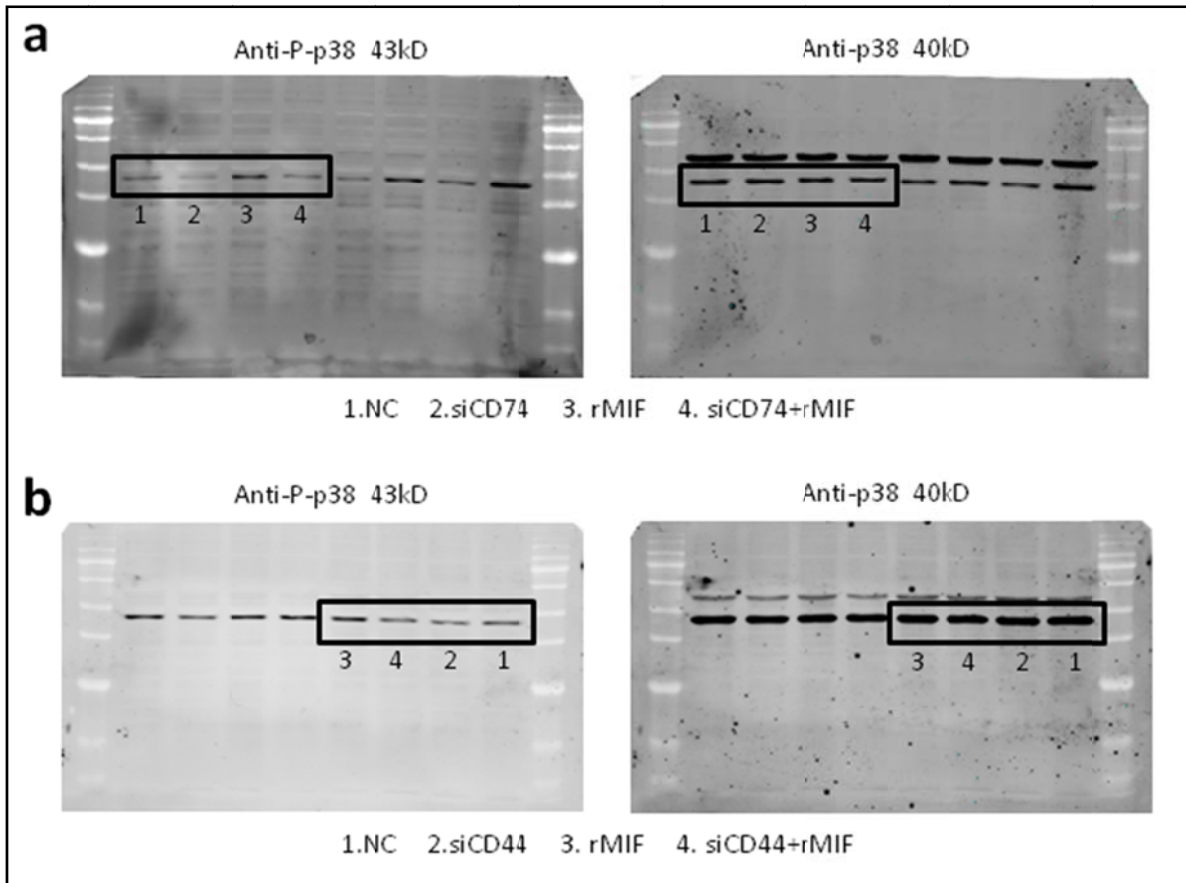 a
Anti-P-p38 43kD
Anti-p38 40kD
1 2 3 4
1 2 3 4
1.NC 2.siCD74 3. rMIF 4. siCD74+rMIF
b
Anti-P-p38 43kD
Anti-p38 40kD
3 4 2 1
3 4 2 1
1.NC 2.siCD44 3. rMIF 4. siCD44+rMIF